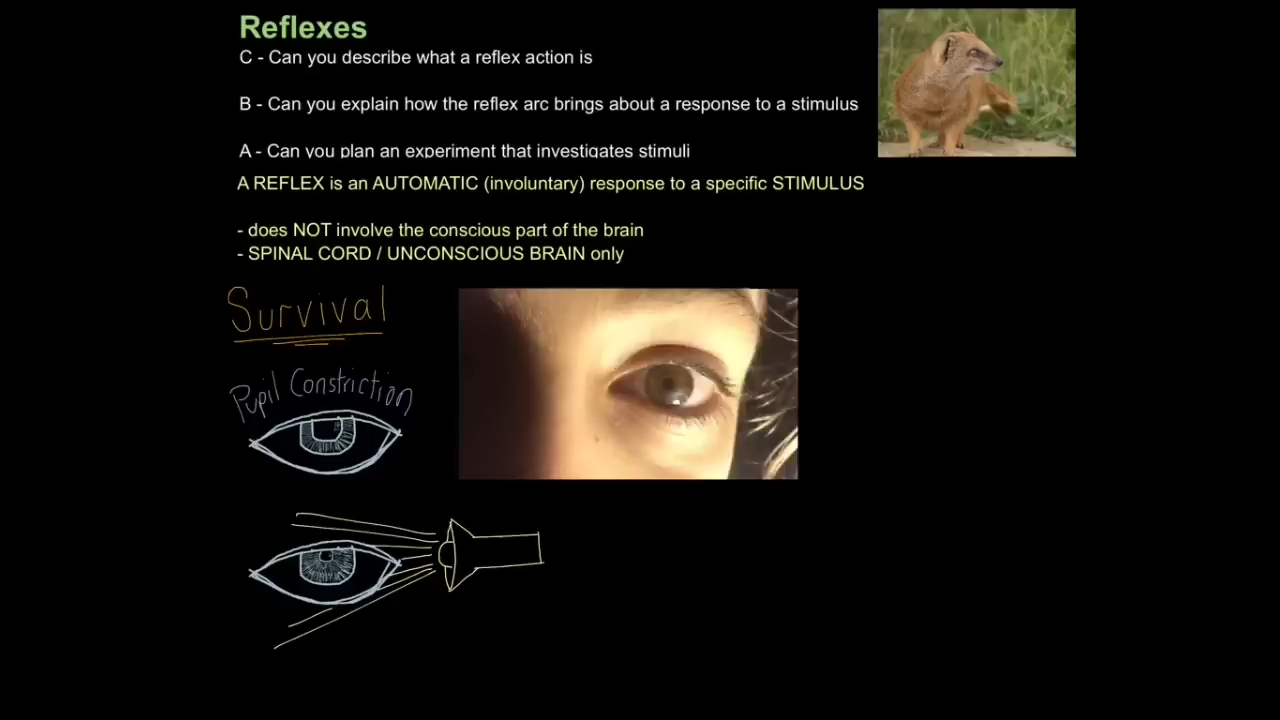 Reflexes
C - Can you describe what a reflex action is
B - Can you explain how the reflex arc brings about a response to a stimulus
A - Can you plan an experiment that investigates stimuli
A REFLEX is an AUTOMATIC (involuntary) response to a specific STIMULUS
- does NOT involve the conscious part of the brain
- SPINAL CORD / UNCONSCIOUS BRAIN only
Survival
Pupil Constriction